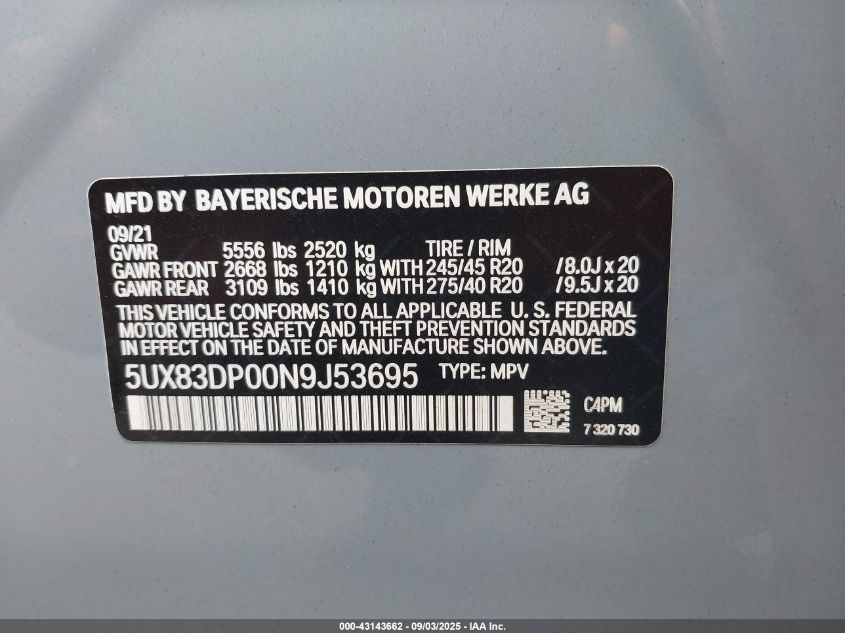 MFD BY BAYERISCHE MOTOREN WERKE AG
09/21
GVWR 5556 lbs 2520 kg TIRE / RIM
GAWR FRONT 2668 lbs 1210 kg WITH 245/45 R20 /8.0J x 20
GAWR REAR 3109 lbs 1410 kg WITH 275/40 R20 /9.5J x 20
THIS VEHICLE CONFORMS TO ALL APPLICABLE U. S. FEDERAL
MOTOR VEHICLE SAFETY AND THEFT PREVENTION STANDARDS
IN EFFECT ON THE DATE OF MANUFACTURE SHOWN ABOVE.
5UX83DP00N9J53695 TYPE: MPV
C4PM
7 320 730
000-43143662 - 09/03/2025 - IAA Inc.